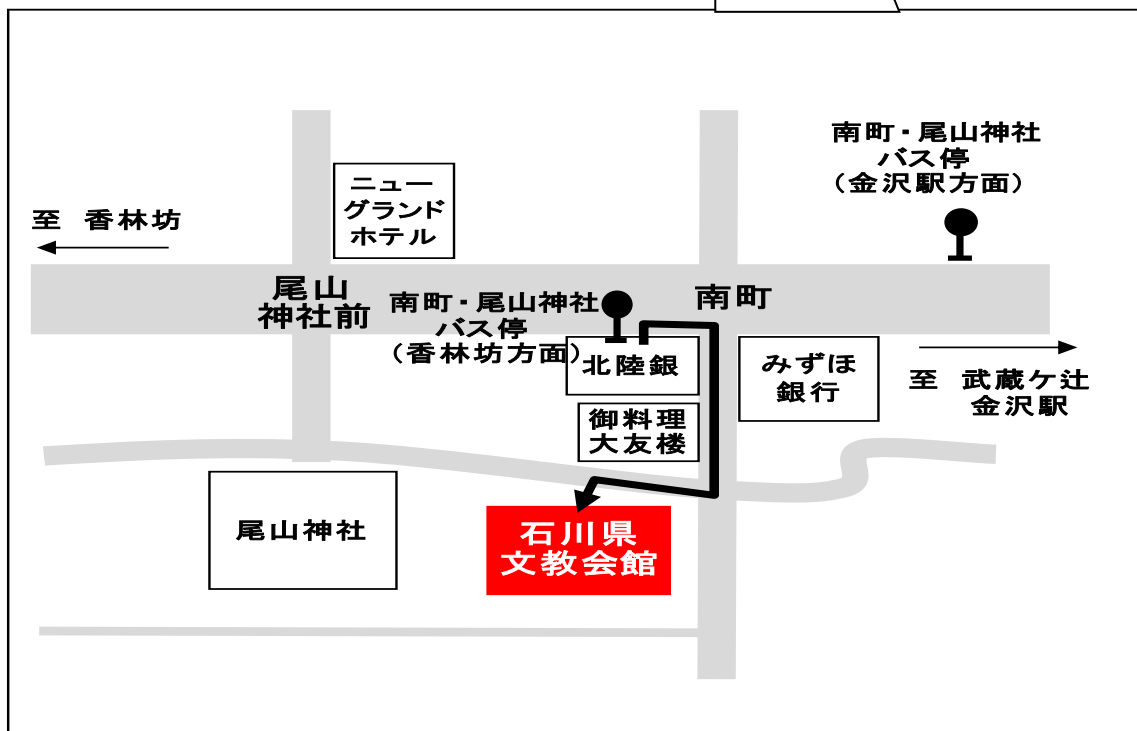 南町・尾山神社
バス停
(金沢駅方面)
ニュー
グランド
ホテル
至 香林坊
尾山
神社前
南町・尾山神社
バス停
(香林坊方面)
南町
北陸銀
みずほ
銀行
至 武蔵ケ辻
金沢駅
御料理
大友楼
尾山神社
石川県
文教会館